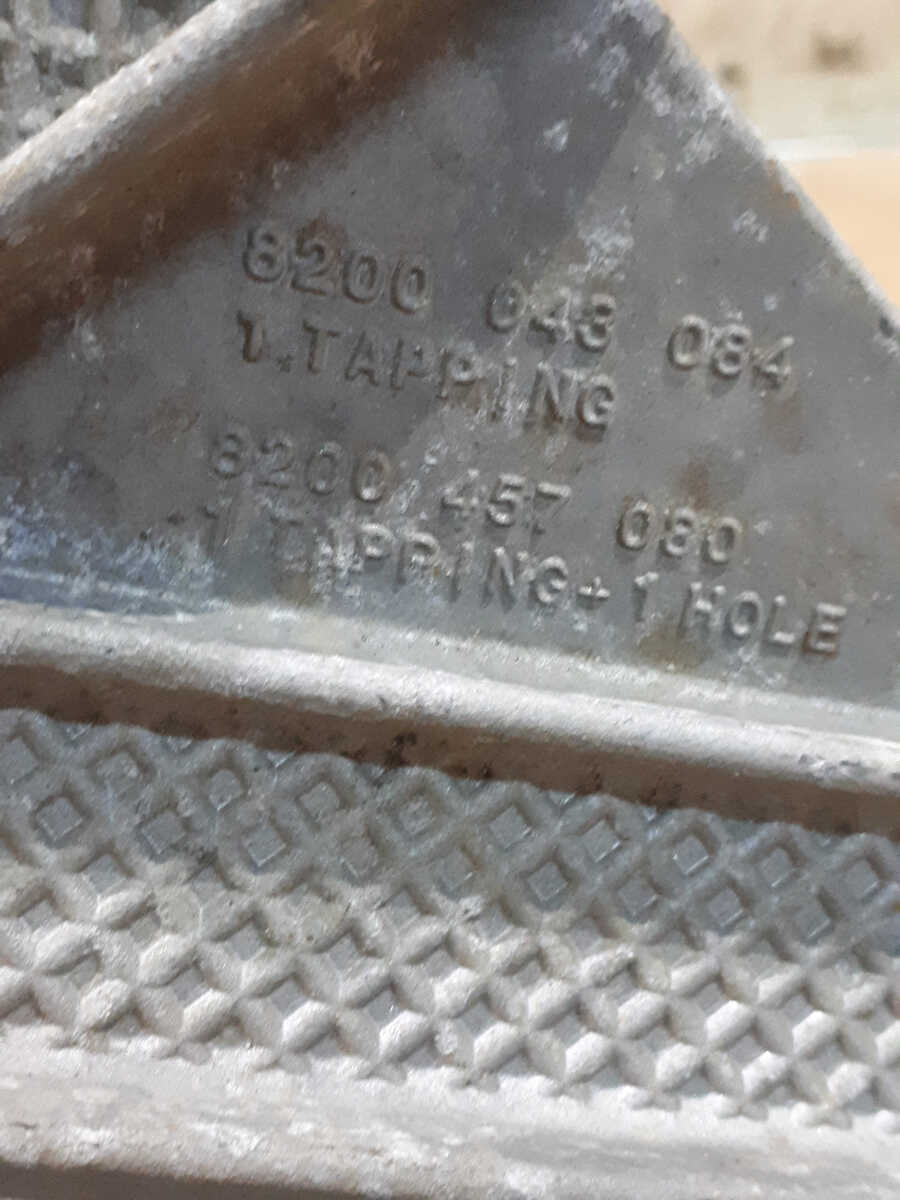 8200 043 084
1.TAPPING
8200 457 080
1 TAPPING+1 HOLE